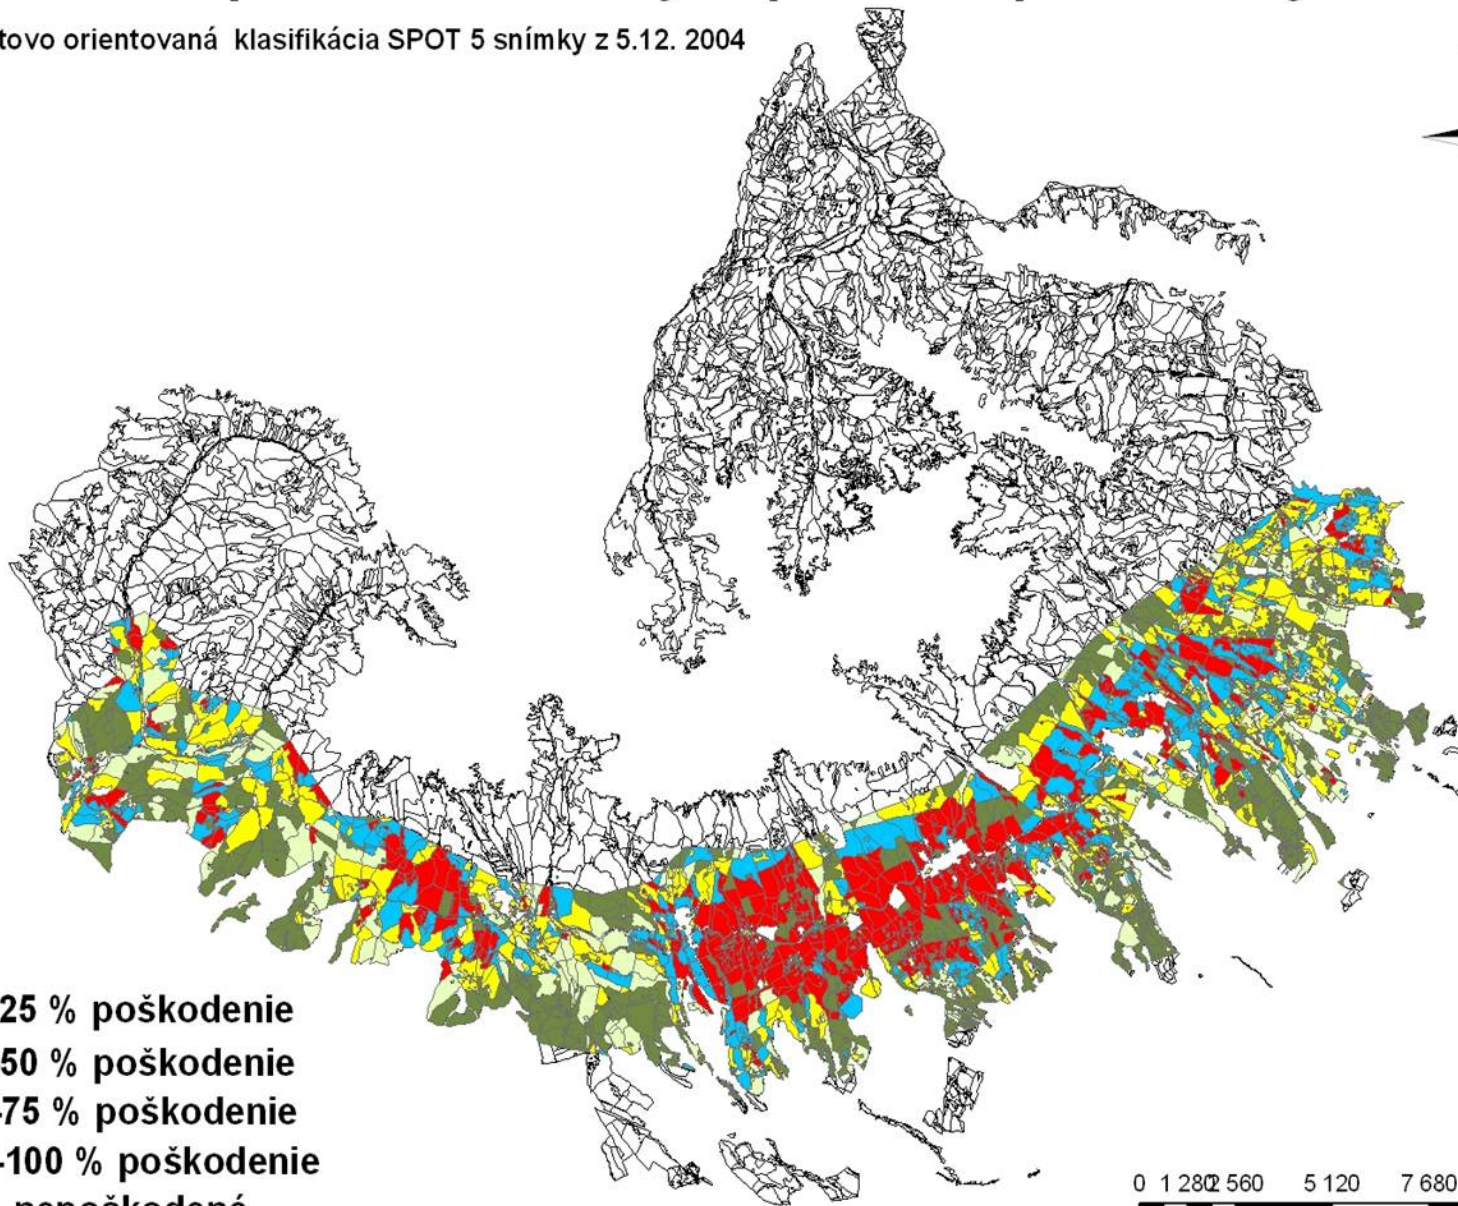 tovo orientovaná klasifikácia SPOT 5 snímky z 5.12. 2004
25 % poškodenie
50 % poškodenie
-75 % poškodenie
-100 % poškodenie
nepoškodené
0 1 280 2 560 5 120 7 680